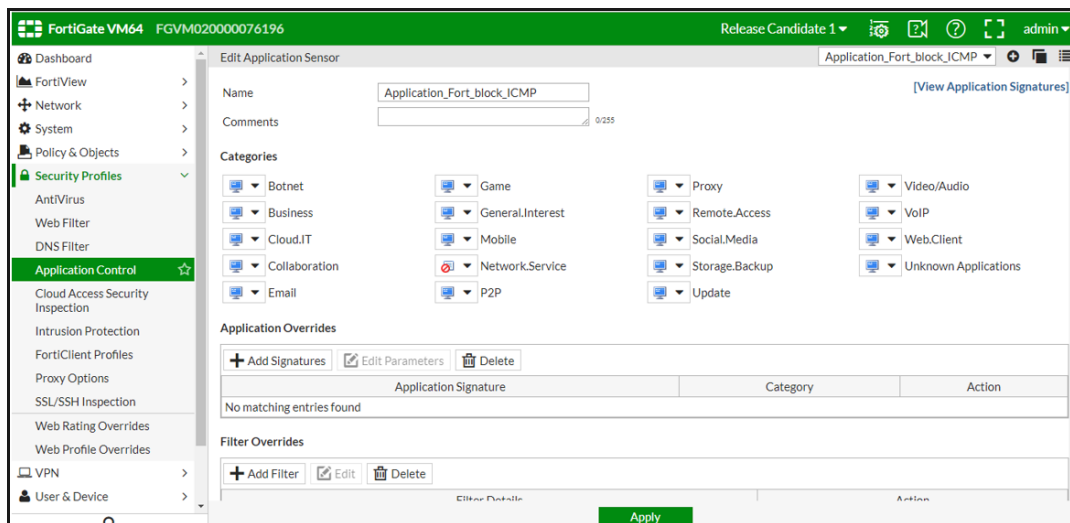 FortiGate VM64 FGVM020000076196 Release Candidate 1 admin
Dashboard
FortiView
Network
System
Policy & Objects
Security Profiles
AntiVirus
Web Filter
DNS Filter
Application Control
Cloud Access Security
Inspection
Intrusion Protection
FortiClient Profiles
Proxy Options
SSL/SSH Inspection
Web Rating Overrides
Web Profile Overrides
VPN
User & Device
Edit Application Sensor Application_Fort_block_ICMP
[View Application Signatures]
Name Application_Fort_block_ICMP
Comments 0/255
Categories
Botnet Game Proxy Video/Audio
Business General.Interest Remote.Access VoIP
Cloud.IT Mobile Social.Media Web.Client
Collaboration Network.Service Storage.Backup Unknown Applications
Email P2P Update
Application Overrides
Add Signatures Edit Parameters Delete
Application Signature Category Action
No matching entries found
Filter Overrides
Add Filter Edit Delete
Filter Details Action
Apply